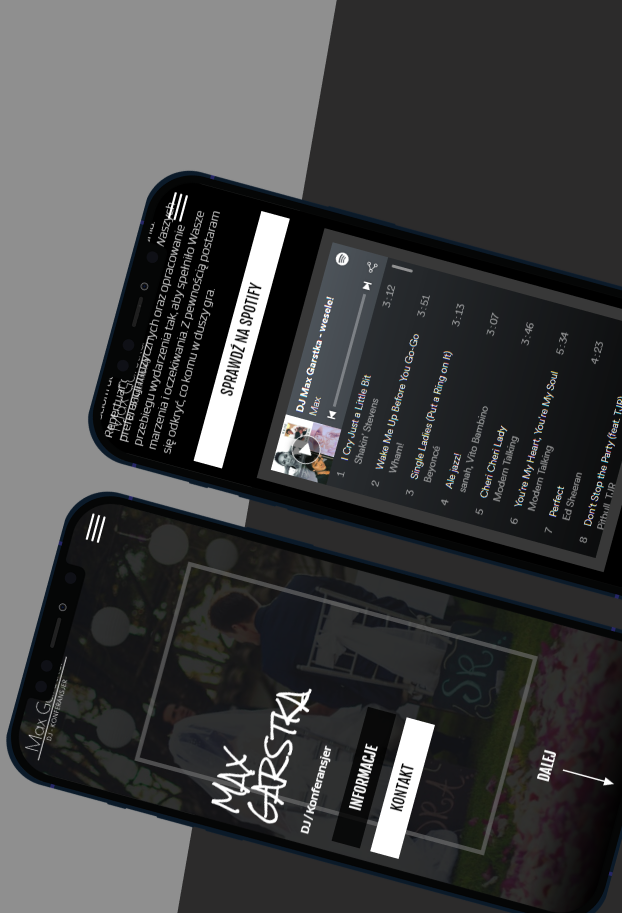 Naszych
premier muzycznych oraz opracowanie
przebiegu wydarzenia tak, aby spełniło Wasze
marzenia i oczekiwania. Z pewnością postaram
się odkryć, co komu w duszy gra.
SPRAWDŹ NA SPOTIFY
DJ Max Garstka - wesele!
Max
1 I Cry Just a Little Bit 3:12
Shakin' Stevens
2 Wake Me Up Before You Go-Go 3:51
Wham!
3 Single Ladies (Put a Ring on It) 3:13
Beyoncé
4 Ale jazz! 3:07
sanah, Vito Bambino
5 Cheri Cheri Lady 3:46
Modern Talking
6 You're My Heart, You're My Soul 5:34
Modern Talking
7 Perfect 4:23
Ed Sheeran
8 Don't Stop the Party (feat. TJR)
Pitbull, TJR
Max G
DJ / KONFERANSJER
MAX
GARSTKA
DJ / Konferansjer
INFORMACJE
KONTAKT
DALEJ